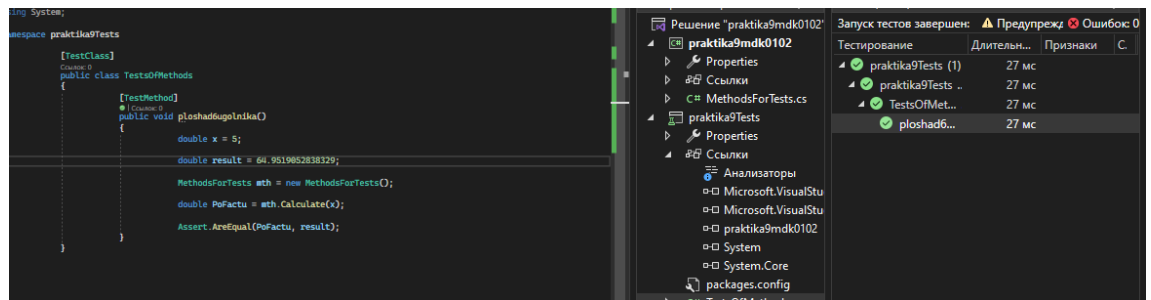 ing System;
amespace praktika9Tests
[TestClass]
Ссылок: 0
public class TestsOfMethods
{
[TestMethod]
| Ссылок: 0
public void ploshad6ugolnika()
{
double x = 5;
double result = 64.9519052838329;
MethodsForTests mth = new MethodsForTests();
double PoFactu = mth.Calculate(x);
Assert.AreEqual(PoFactu, result);
}
}
Решение "praktika9mdk0102"
C# praktika9mdk0102
Properties
Ссылки
C# MethodsForTests.cs
praktika9Tests
Properties
Ссылки
Анализаторы
Microsoft.VisualStu
Microsoft.VisualStu
praktika9mdk0102
System
System.Core
packages.config
Запуск тестов завершен: Предупрежд Ошибок: 0
Тестирование Длительн... Признаки С.
praktika9Tests (1) 27 мс
praktika9Tests .. 27 мс
TestsOfMet... 27 мс
ploshad6... 27 мс